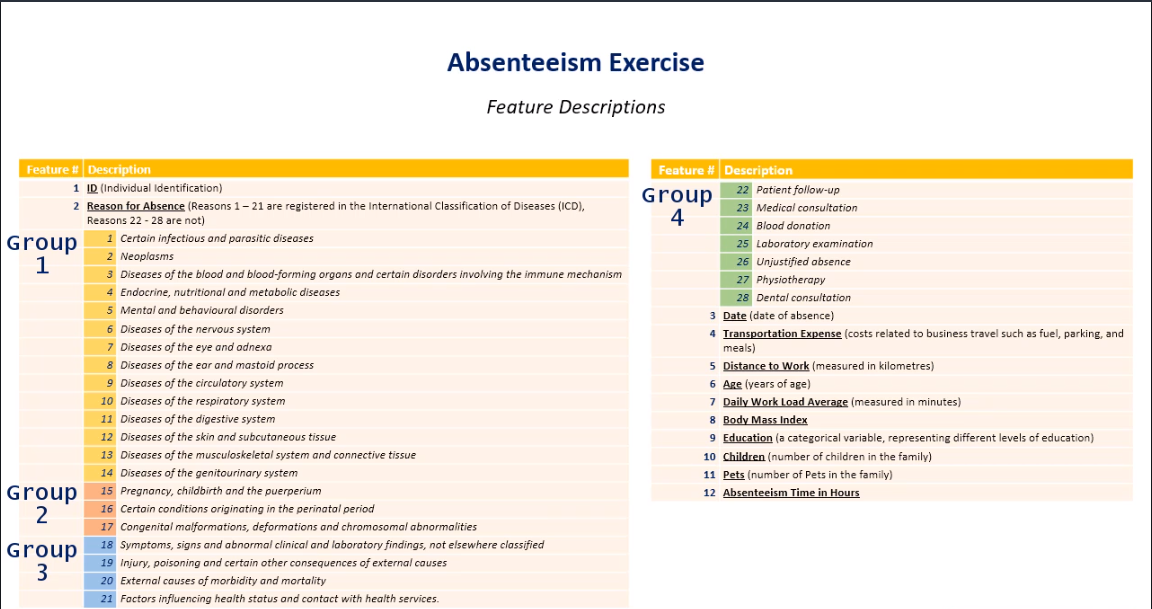 Absenteeism Exercise
Feature Descriptions
Feature # Description
1 ID (Individual Identification)
2 Reason for Absence (Reasons 1 – 21 are registered in the International Classification of Diseases (ICD),
Reasons 22 - 28 are not)
Group
1
1 Certain infectious and parasitic diseases
2 Neoplasms
3 Diseases of the blood and blood-forming organs and certain disorders involving the immune mechanism
4 Endocrine, nutritional and metabolic diseases
5 Mental and behavioural disorders
6 Diseases of the nervous system
7 Diseases of the eye and adnexa
8 Diseases of the ear and mastoid process
9 Diseases of the circulatory system
10 Diseases of the respiratory system
11 Diseases of the digestive system
12 Diseases of the skin and subcutaneous tissue
13 Diseases of the musculoskeletal system and connective tissue
14 Diseases of the genitourinary system
Group
2
15 Pregnancy, childbirth and the puerperium
16 Certain conditions originating in the perinatal period
17 Congenital malformations, deformations and chromosomal abnormalities
Group
3
18 Symptoms, signs and abnormal clinical and laboratory findings, not elsewhere classified
19 Injury, poisoning and certain other consequences of external causes
20 External causes of morbidity and mortality
21 Factors influencing health status and contact with health services.
Feature # Description
Group
4
22 Patient follow-up
23 Medical consultation
24 Blood donation
25 Laboratory examination
26 Unjustified absence
27 Physiotherapy
28 Dental consultation
3 Date (date of absence)
4 Transportation Expense (costs related to business travel such as fuel, parking, and
meals)
5 Distance to Work (measured in kilometres)
6 Age (years of age)
7 Daily Work Load Average (measured in minutes)
8 Body Mass Index
9 Education (a categorical variable, representing different levels of education)
10 Children (number of children in the family)
11 Pets (number of Pets in the family)
12 Absenteeism Time in Hours